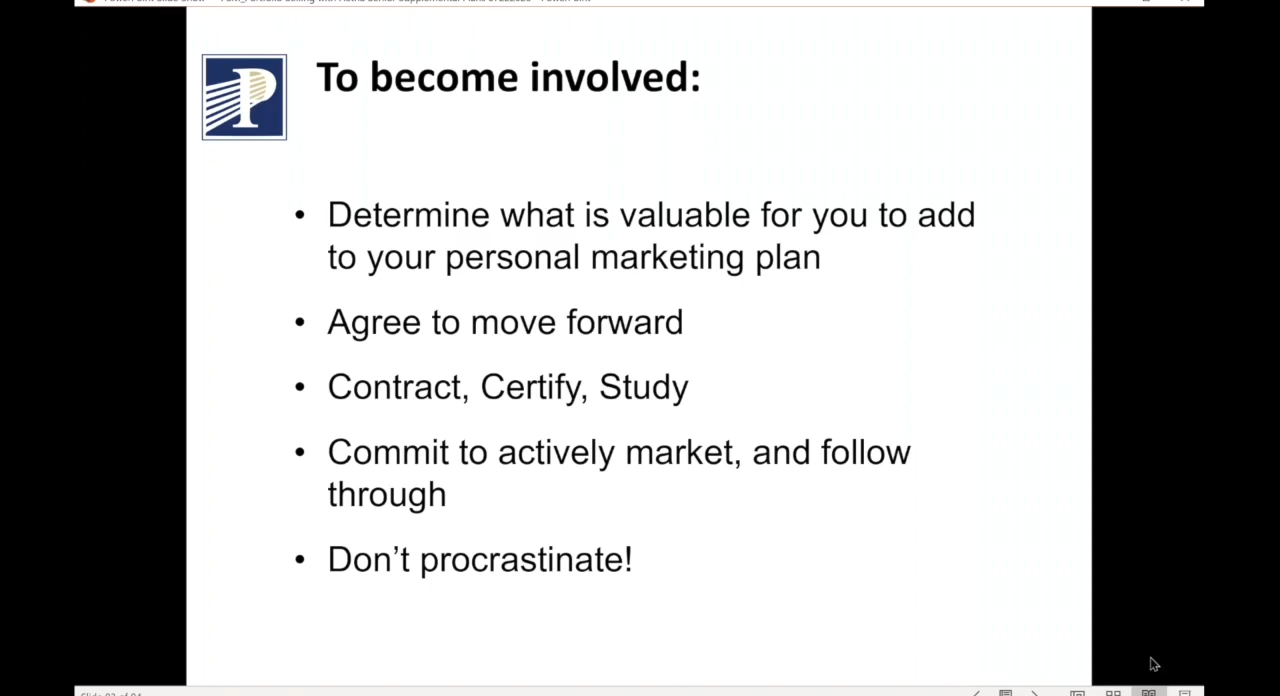 P
To become involved:
• Determine what is valuable for you to add
to your personal marketing plan
• Agree to move forward
• Contract, Certify, Study
• Commit to actively market, and follow
through
• Don’t procrastinate!